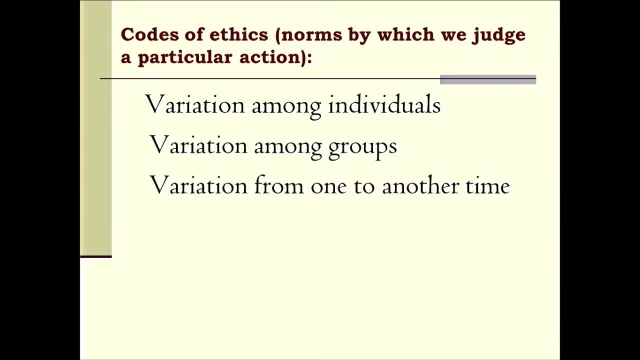 Codes of ethics (norms by which we judge
a particular action):
Variation among individuals
Variation among groups
Variation from one to another time